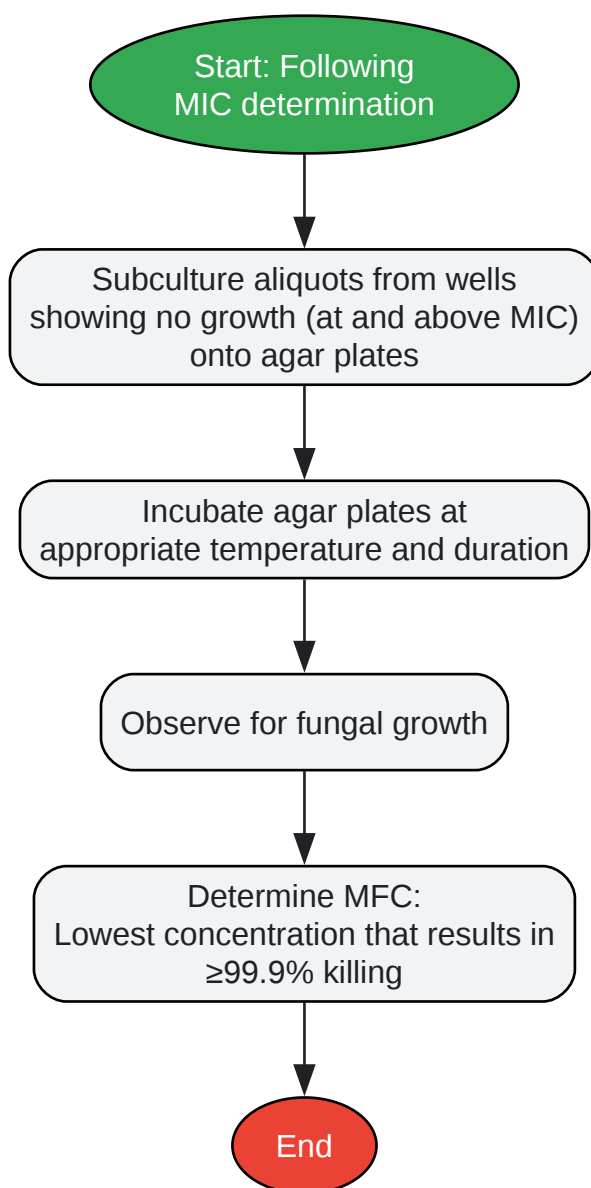 Start: Following
MIC determination
Subculture aliquots from wells
showing no growth (at and above MIC)
onto agar plates
Incubate agar plates at
appropriate temperature and duration
Observe for fungal growth
Determine MFC:
Lowest concentration that results in
≥99.9% killing
End